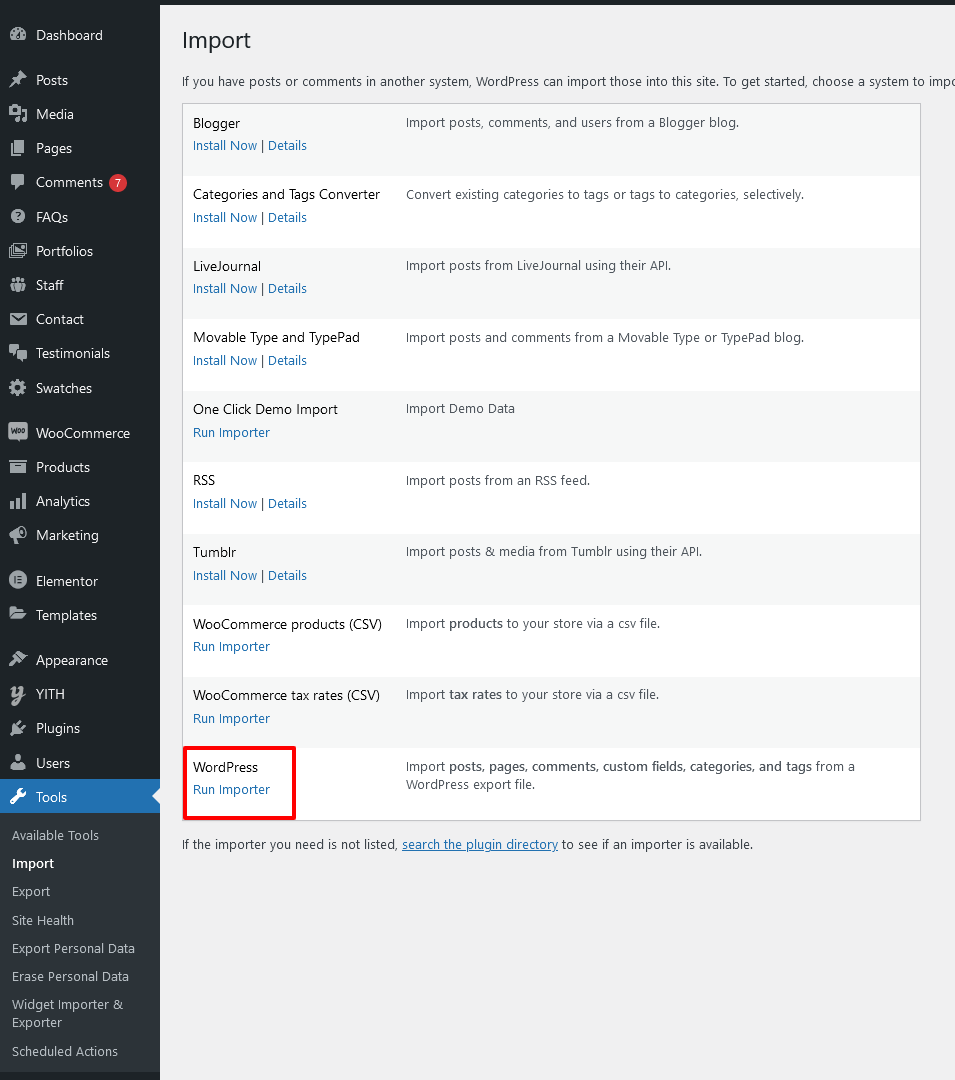 Dashboard
Posts
Media
Pages
Comments 7
FAQs
Portfolios
Staff
Contact
Testimonials
Swatches
WOO WooCommerce
Products
Analytics
Marketing
Elementor
Templates
Appearance
YITH
Plugins
Users
Tools
Available Tools
Import
Export
Site Health
Export Personal Data
Erase Personal Data
Widget Importer &
Exporter
Scheduled Actions
Import
If you have posts or comments in another system, WordPress can import those into this site. To get started, choose a system to impo
Blogger
Install Now | Details
Import posts, comments, and users from a Blogger blog.
Categories and Tags Converter
Install Now | Details
Convert existing categories to tags or tags to categories, selectively.
LiveJournal
Install Now | Details
Import posts from LiveJournal using their API.
Movable Type and TypePad
Install Now | Details
Import posts and comments from a Movable Type or TypePad blog.
One Click Demo Import
Run Importer
Import Demo Data
RSS
Install Now | Details
Import posts from an RSS feed.
Tumblr
Install Now | Details
Import posts & media from Tumblr using their API.
WooCommerce products (CSV)
Run Importer
Import products to your store via a csv file.
WooCommerce tax rates (CSV)
Run Importer
Import tax rates to your store via a csv file.
WordPress
Run Importer
Import posts, pages, comments, custom fields, categories, and tags from a
WordPress export file.
If the importer you need is not listed, search the plugin directory to see if an importer is available.